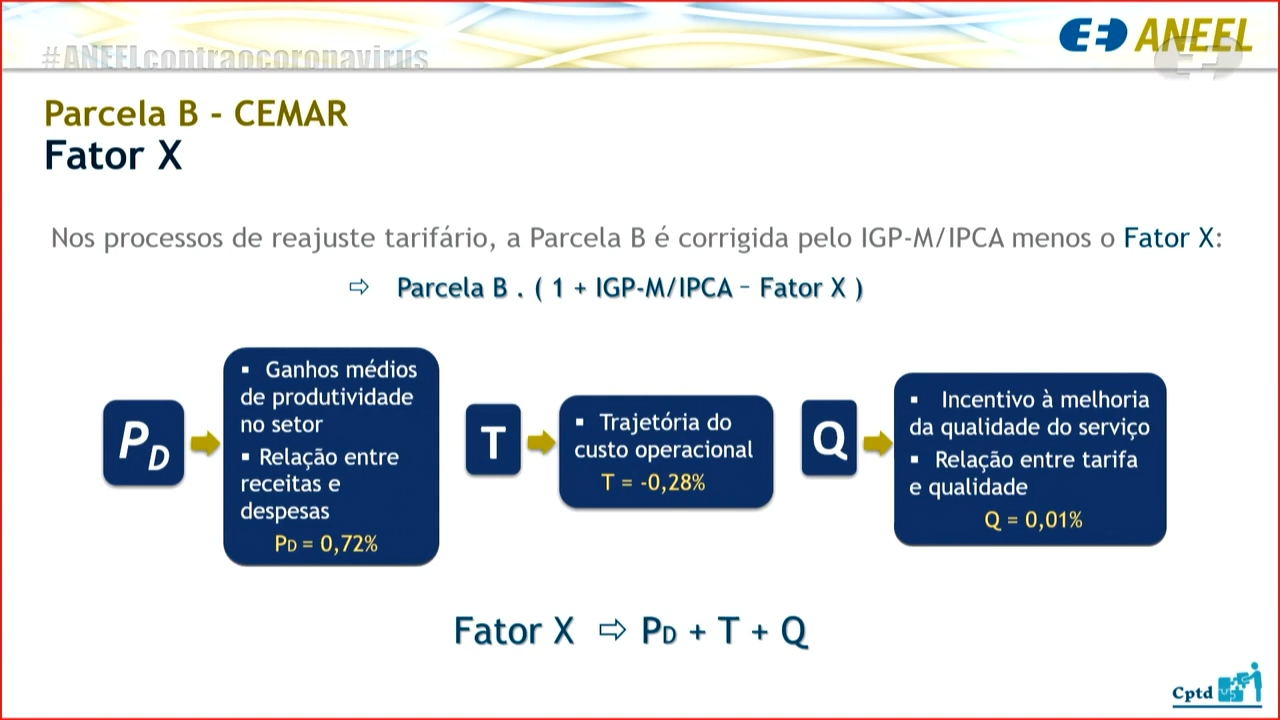 #ANEELcontraocoronavirus
ANEEL
Parcela B - CEMAR
Fator X
Nos processos de reajuste tarifário, a Parcela B é corrigida pelo IGP-M/IPCA menos o Fator X:
⇨ Parcela B . ( 1 + IGP-M/IPCA – Fator X )
PD
▪ Ganhos médios
de produtividade
no setor
▪ Relação entre
receitas e
despesas
PD = 0,72%
T
▪ Trajetória do
custo operacional
T = -0,28%
Q
▪ Incentivo à melhoria
da qualidade do serviço
▪ Relação entre tarifa
e qualidade
Q = 0,01%
Fator X ⇨ PD + T + Q
Cptd